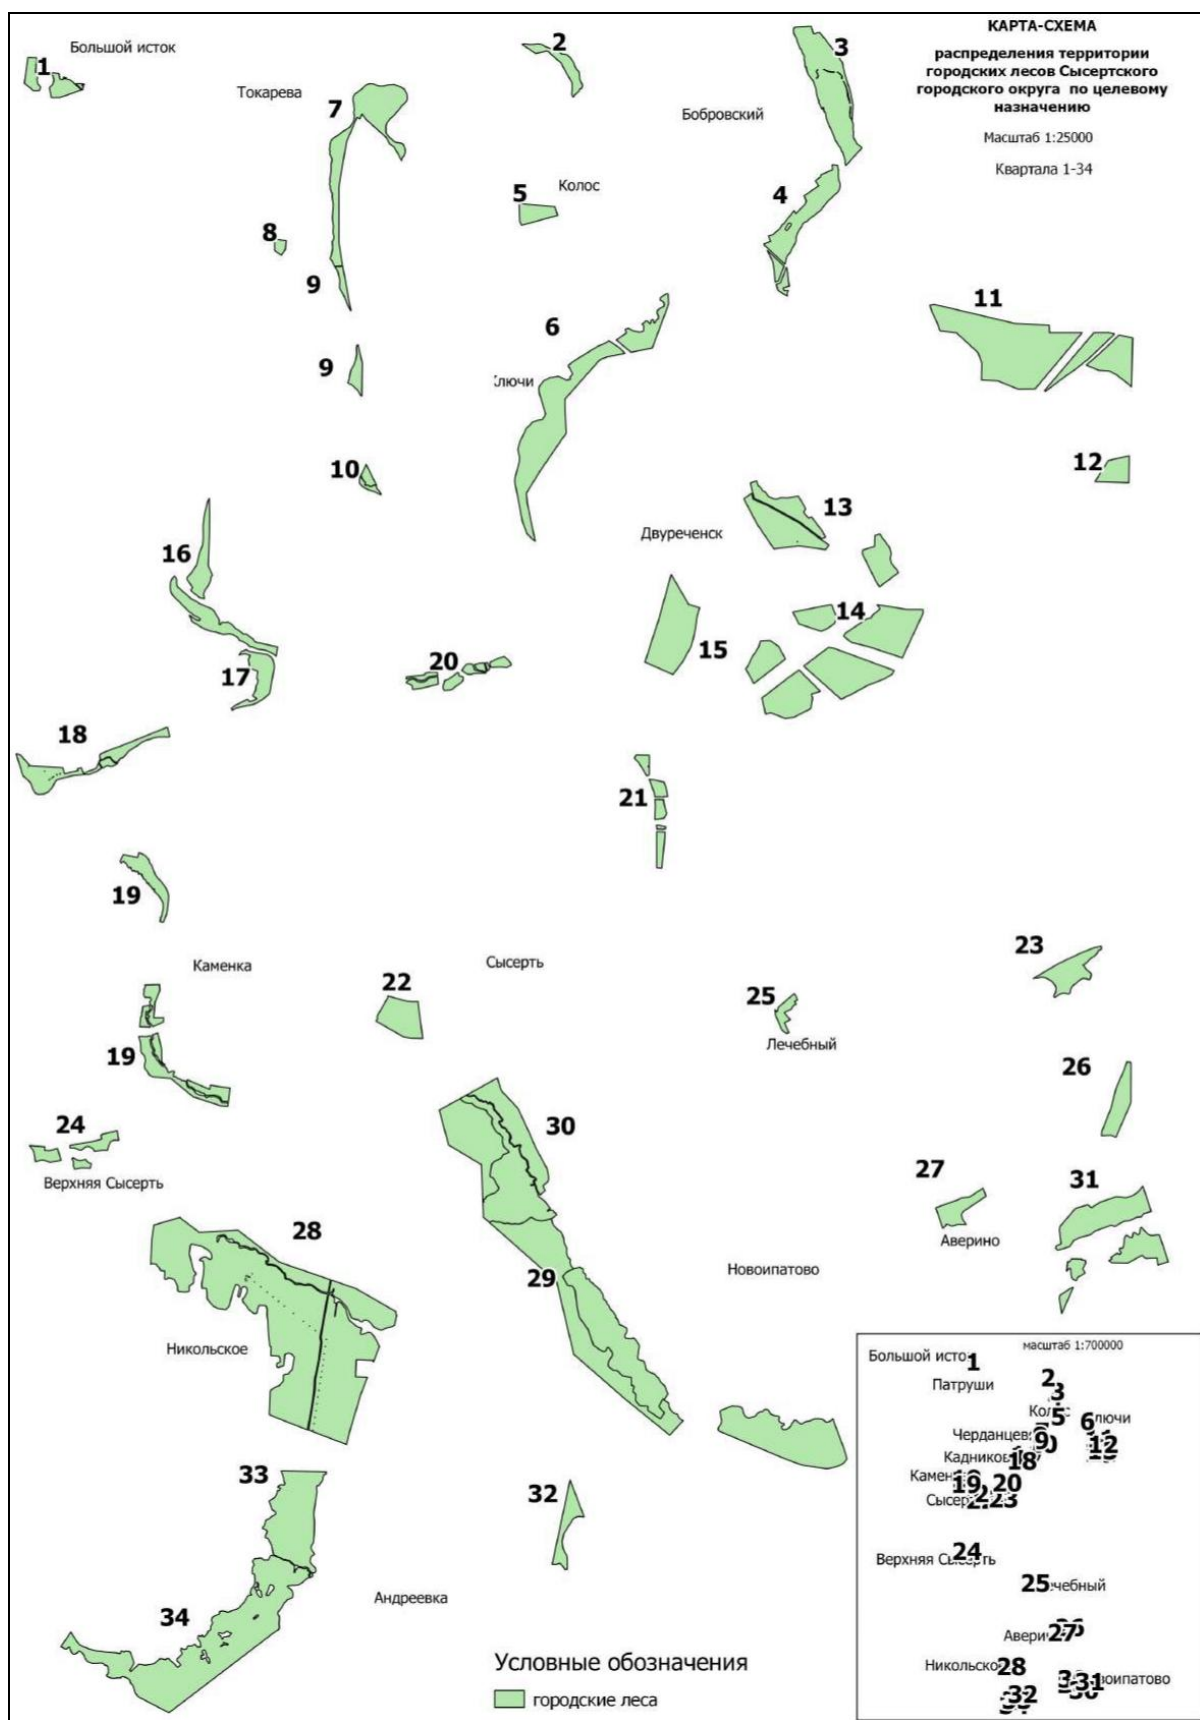 КАРТА-СХЕМА
распределения территории
городских лесов Сысертского
городского округа по целевому
назначению
Масштаб 1:25000
Квартала 1-34
Большой исток
1
2
3
Токарева
7
Бобровский
5
Колос
4
8
9
6
11
9
Ключи
10
12
13
Двуреченск
16
14
15
20
17
18
21
19
23
Каменка
Сысерть
22
25
Лечебный
19
26
24
30
Верхняя Сысерть
27
31
28
Аверино
29
Новоипатово
Никольское
33
32
Андреевка
34
Условные обозначения
городские леса
масштаб 1:700000
Большой исто
1
Патруши
2
3
5
6
лючи
Черданцев
9
12
Кадников
18
Камен
19
20
Сысер
23
24
Верхняя Сысерть
25
чебный
Авери
27
Никольско
28
31
воипатово
32